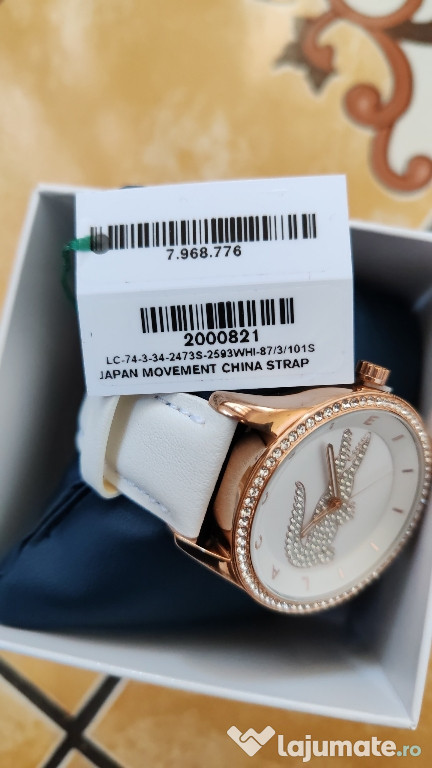 7.968.776
2000821
LC-74-3-34-2473S-2593WHI-87/3/101S
JAPAN MOVEMENT CHINA STRAP
lajumate.ro